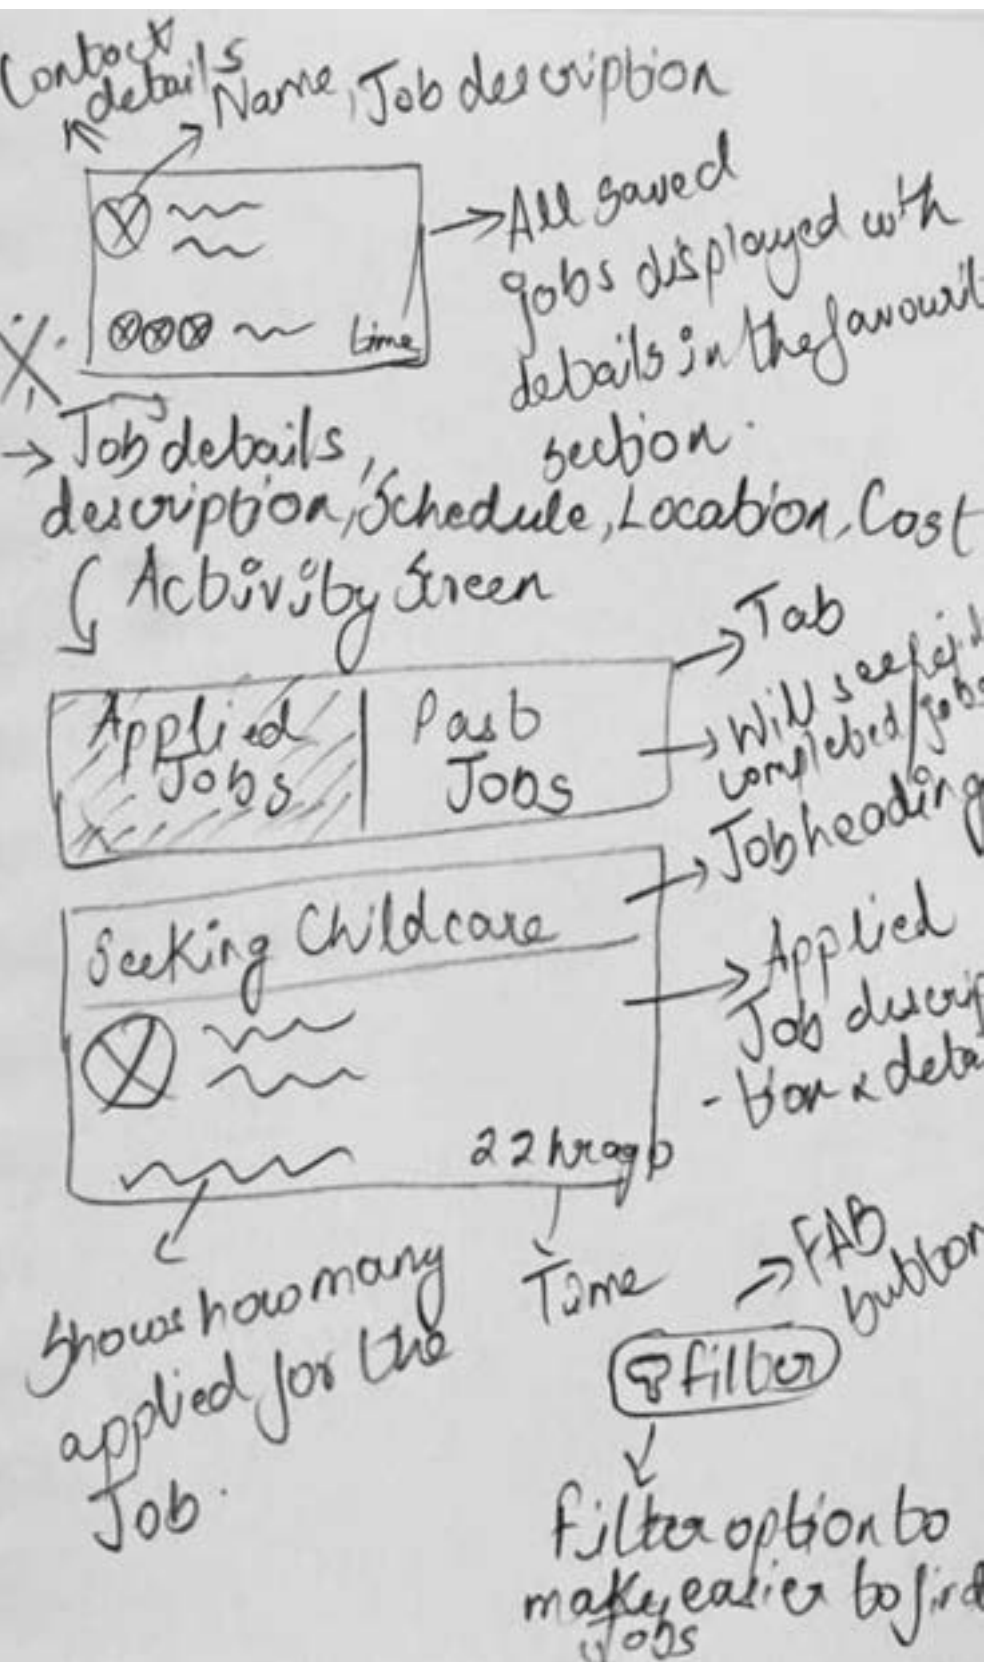 Contact
details
Name, Job description
All saved
jobs displayed with
details in the favourit
section.
time
Job details,
description, Schedule, Location, Cost
Activity Screen
Tab
Applied
Jobs
Past
Jobs
Will see
completed/jobs
Job heading
Seeking Childcare
Applied
Job descrip
-tion & deta
22 hr ago
Time
Shows how many
applied for the
Job.
FAB
button
filter
filter option to
make easier to find
Jobs